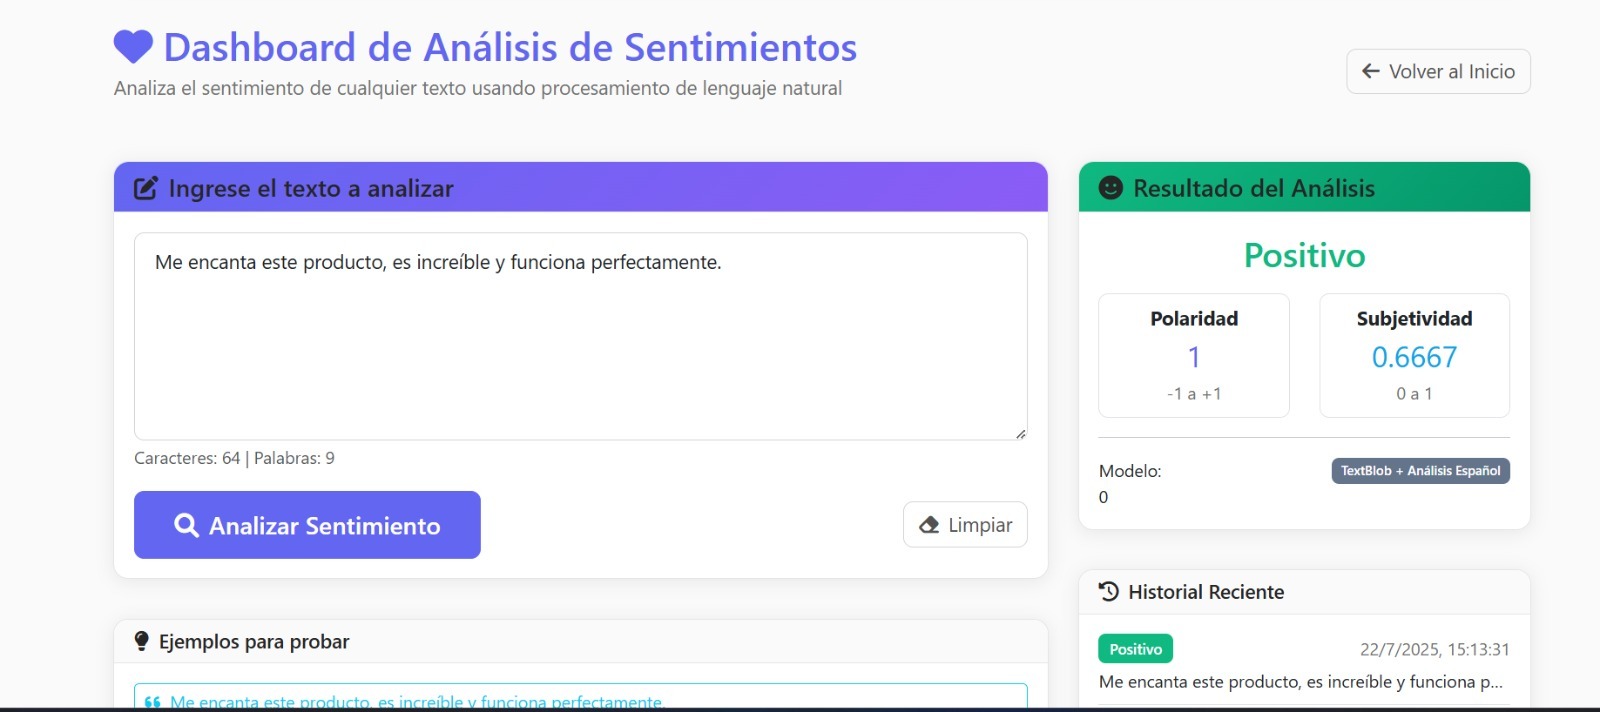 Dashboard de Análisis de Sentimientos
Analiza el sentimiento de cualquier texto usando procesamiento de lenguaje natural
Volver al Inicio
Ingrese el texto a analizar
Me encanta este producto, es increíble y funciona perfectamente.
Caracteres: 64 | Palabras: 9
Analizar Sentimiento
Limpiar
Ejemplos para probar
Me encanta este producto, es increíble y funciona perfectamente.
Resultado del Análisis
Positivo
Polaridad
1
-1 a +1
Subjetividad
0.6667
0 a 1
Modelo:
TextBlob + Análisis Español
0
Historial Reciente
Positivo
22/7/2025, 15:13:31
Me encanta este producto, es increíble y funciona p...